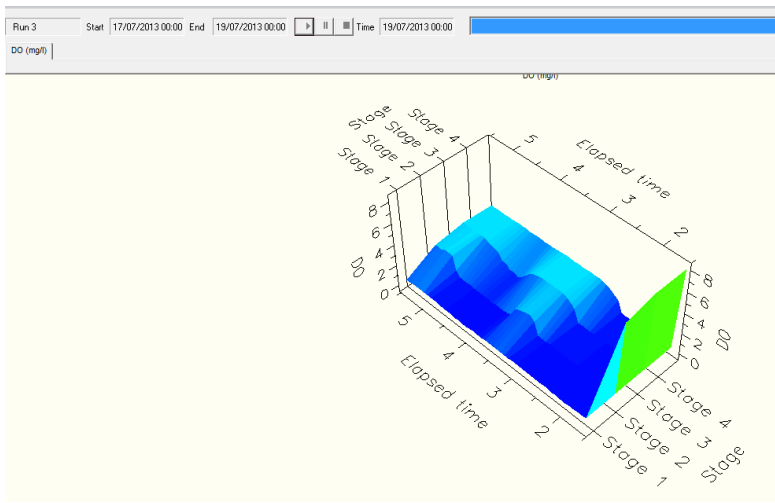 Run 3 Start 17/07/2013 00:00 End 19/07/2013 00:00 Time 19/07/2013 00:00
DO (mg/l)
DO (mg/l)
Stage
Stage 4
Stage 3
Stage 2
Stage 1
5
Elapsed time
4
3
2
8
6
4
2
0
DO
8
6
4
2
0
DO
5
4
3
2
Elapsed time
Stage 4
Stage 3
Stage 2
Stage 1
Stage